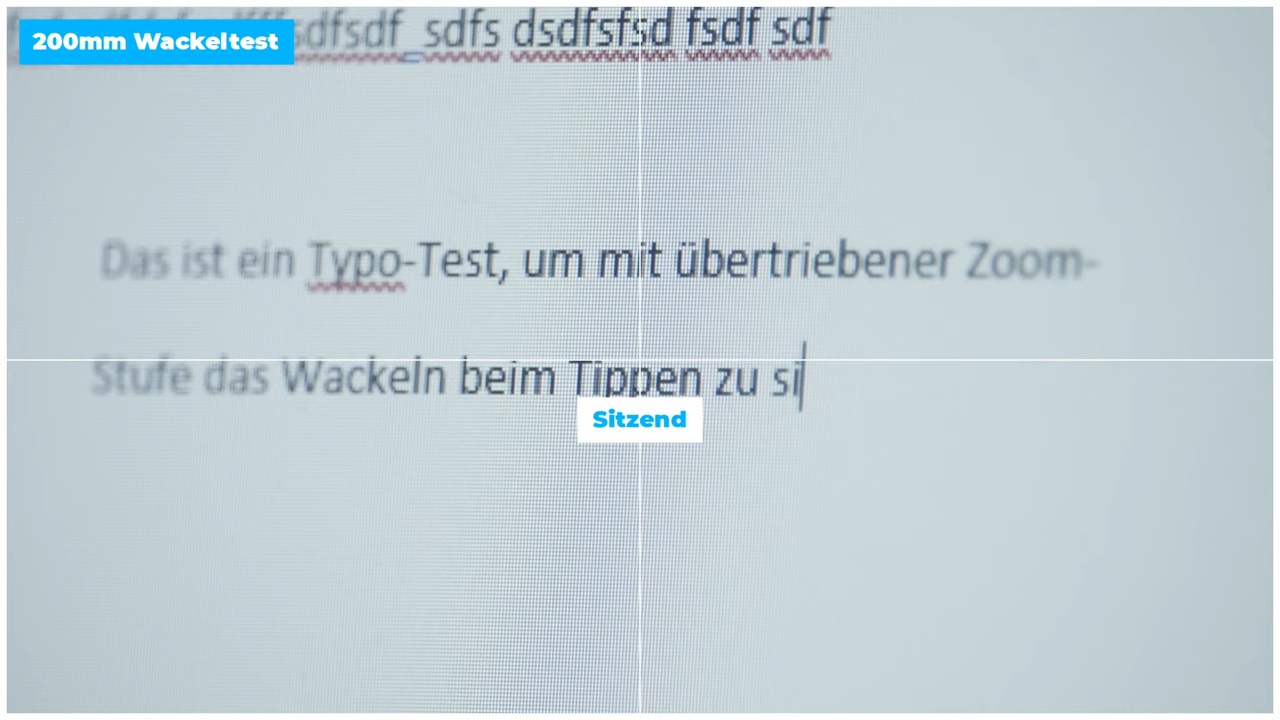 200mm Wackeltest
sdfsdf sdfs dsdfsfsd fsdf sdf
Das ist ein Typo-Test, um mit übertriebener Zoom-
Stufe das Wackeln beim Tippen zu si
Sitzend